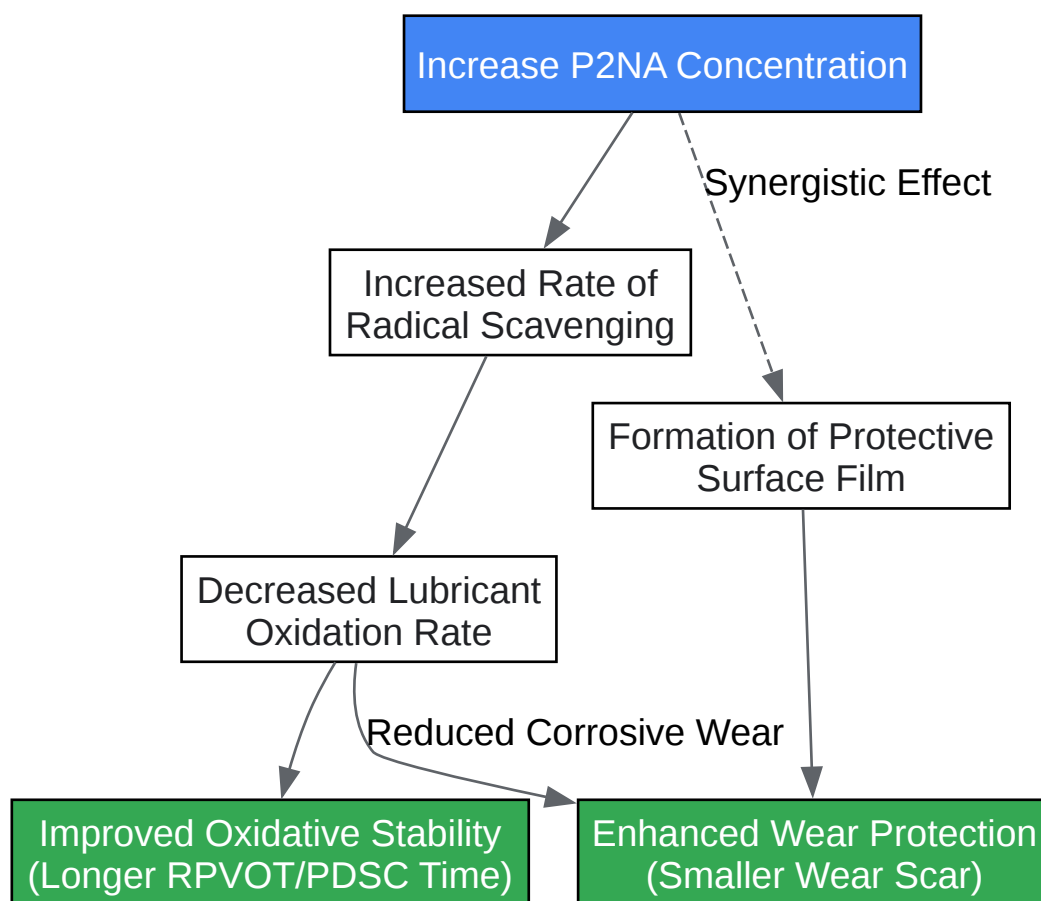 Increase P2NA Concentration
Synergistic Effect
Increased Rate of
Radical Scavenging
Formation of Protective
Surface Film
Decreased Lubricant
Oxidation Rate
Reduced Corrosive Wear
Improved Oxidative Stability
(Longer RPVOT/PDSC Time)
Enhanced Wear Protection
(Smaller Wear Scar)